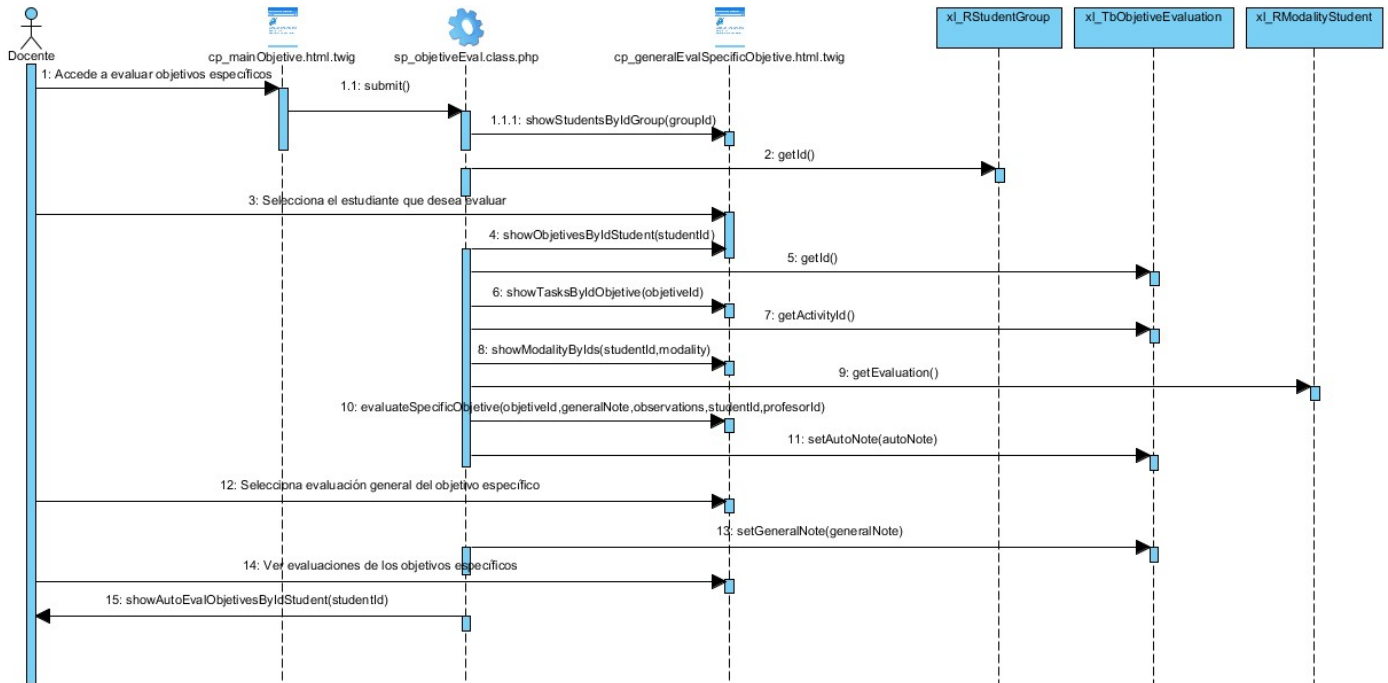 xl_RStudentGroup
xl_TbObjetiveEvaluation
xl_RModalityStudent
Docente
cp_mainObjetive.html.twig
sp_objetiveEval.class.php
cp_generalEvalSpecificObjetive.html.twig
1: Accede a evaluar objetivos específicos
1.1: submit()
1.1.1: showStudentsByIdGroup(groupId)
2: getId()
3: Selecciona el estudiante que desea evaluar
4: showObjetivesByIdStudent(studentId)
5: getId()
6: showTasksByIdObjetive(objetiveId)
7: getActivityId()
8: showModalityByIds(studentId,modality)
9: getEvaluation()
10: evaluateSpecificObjetive(objetiveId,generalNote,observations,studentId,profesorId)
11: setAutoNote(autoNote)
12: Selecciona evaluación general del objetivo específico
13: setGeneralNote(generalNote)
14: Ver evaluaciones de los objetivos específicos
15: showAutoEvalObjetivesByIdStudent(studentId)